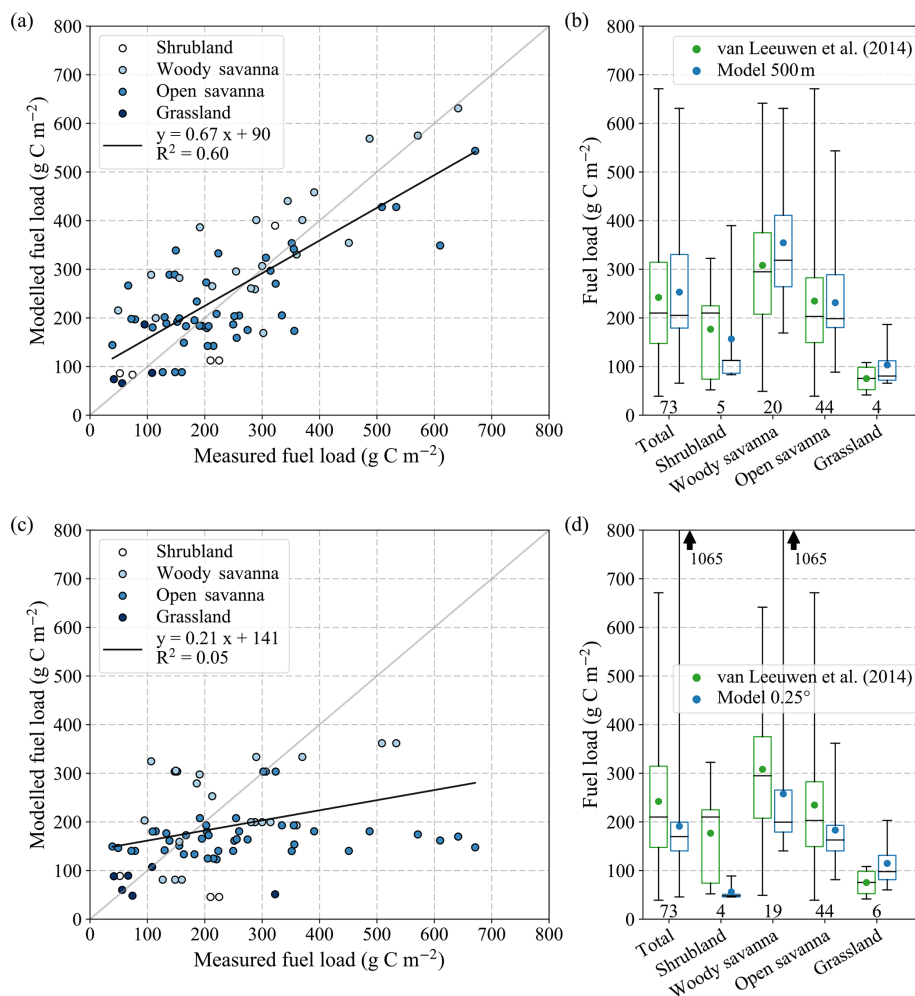 (a)
800
700
600
500
400
300
200
100
0
Modelled fuel load (g C m⁻²)
Shrubland
Woody savanna
Open savanna
Grassland
y = 0.67 x + 90
R² = 0.60
0 100 200 300 400 500 600 700 800
Measured fuel load (g C m⁻²)
(b)
800
700
600
500
400
300
200
100
0
Fuel load (g C m⁻²)
van Leeuwen et al. (2014)
Model 500 m
73 5 20 44 4
Total
Shrubland
Woody savanna
Open savanna
Grassland
(c)
800
700
600
500
400
300
200
100
0
Modelled fuel load (g C m⁻²)
Shrubland
Woody savanna
Open savanna
Grassland
y = 0.21 x + 141
R² = 0.05
0 100 200 300 400 500 600 700 800
Measured fuel load (g C m⁻²)
(d)
800
700
600
500
400
300
200
100
0
Fuel load (g C m⁻²)
1065 1065
van Leeuwen et al. (2014)
Model 0.25°
73 4 19 44 6
Total
Shrubland
Woody savanna
Open savanna
Grassland